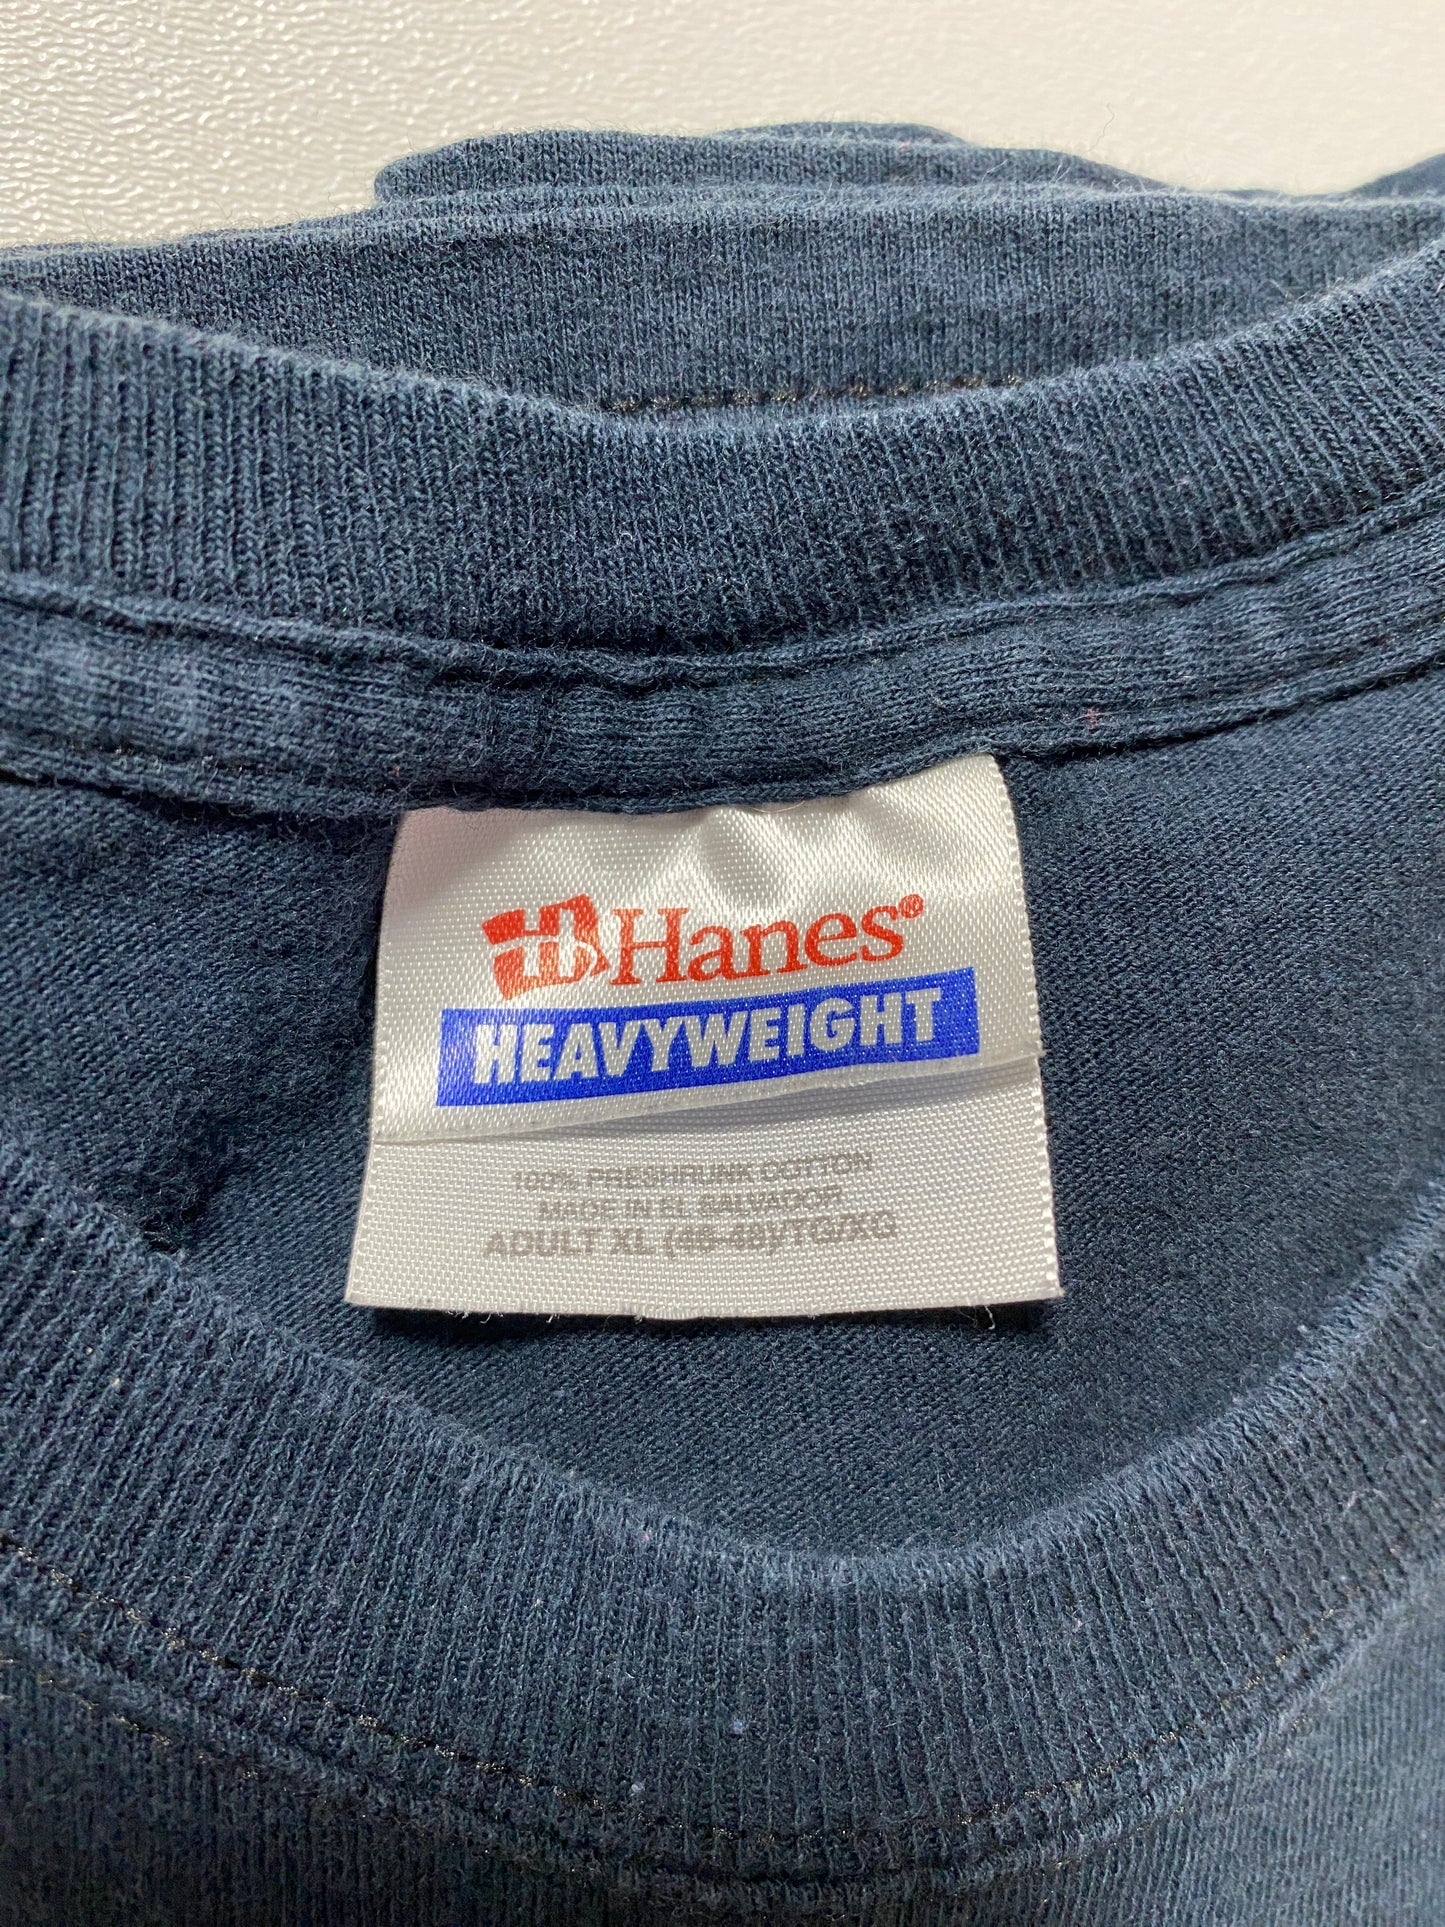 Hanes®
HEAVYWEIGHT
100% PRESHRUNK COTTON
MADE IN EL SALVADOR
ADULT XL (46-48)/TG/XG